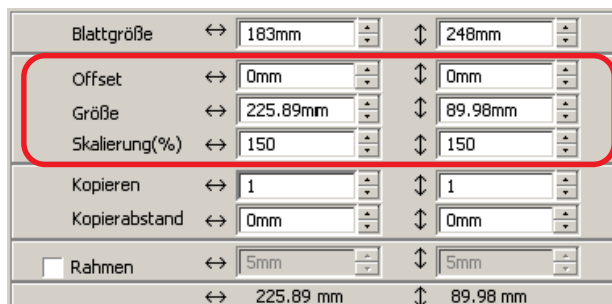 Blattgröße ↔ 183mm ↕ 248mm
Offset ↔ 0mm ↕ 0mm
Größe ↔ 225.89mm ↕ 89.98mm
Skalierung(%) ↔ 150 ↕ 150
Kopieren ↔ 1 ↕ 1
Kopierabstand ↔ 0mm ↕ 0mm
Rahmen ↔ 5mm ↕ 5mm
↔ 225.89 mm ↕ 89.98 mm